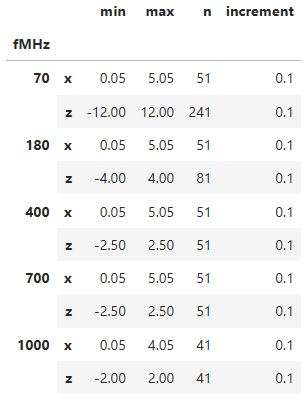 min max n increment
fMHz
70 x 0.05 5.05 51 0.1
z -12.00 12.00 241 0.1
180 x 0.05 5.05 51 0.1
z -4.00 4.00 81 0.1
400 x 0.05 5.05 51 0.1
z -2.50 2.50 51 0.1
700 x 0.05 5.05 51 0.1
z -2.50 2.50 51 0.1
1000 x 0.05 4.05 41 0.1
z -2.00 2.00 41 0.1